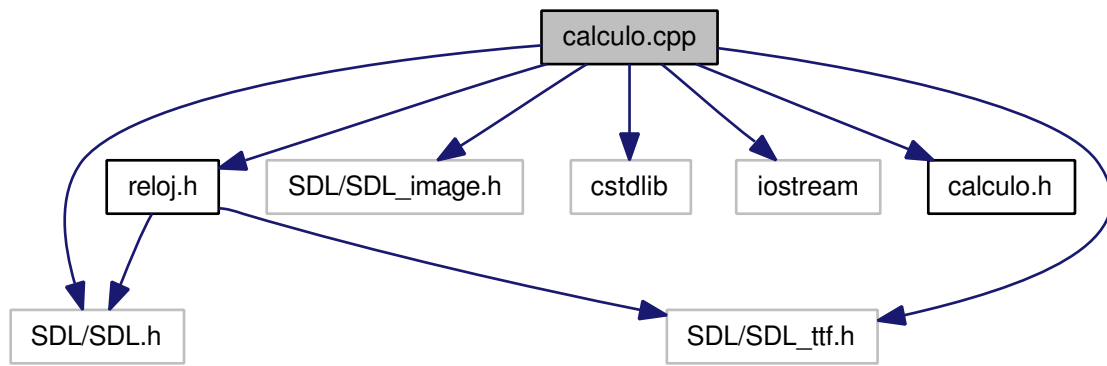 calculo.cpp
reloj.h
SDL/SDL_image.h
cstdlib
iostream
calculo.h
SDL/SDL.h
SDL/SDL_ttf.h